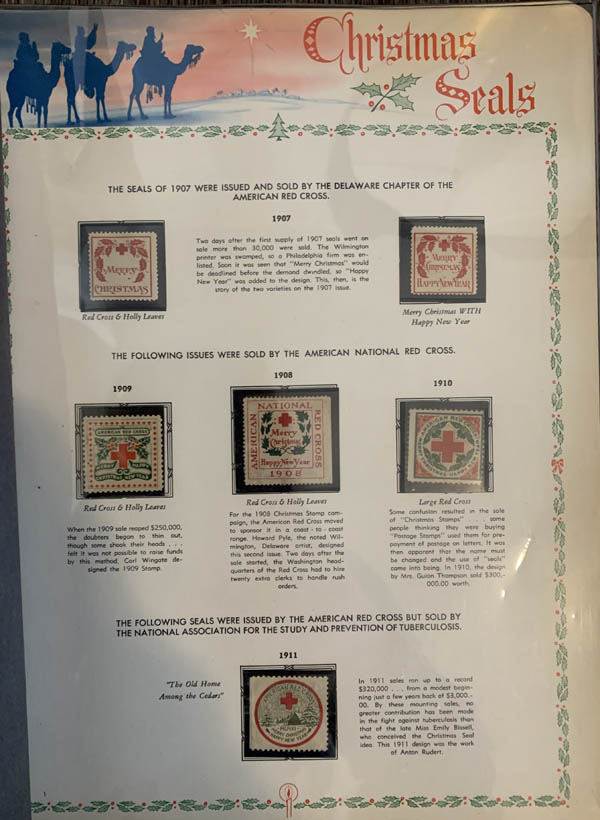 Christmas
Seals
THE SEALS OF 1907 WERE ISSUED AND SOLD BY THE DELAWARE CHAPTER OF THE
AMERICAN RED CROSS.
1907
MERRY
CHRISTMAS
Red Cross & Holly Leaves
Two days after the first supply of 1907 seals went on
sale more than 30,000 were sold. The Wilmington
printer was swamped, so a Philadelphia firm was en-
listed. Soon it was seen that "Merry Christmas" would
be deadlined before the demand dwindled, so "Happy
New Year" was added to the design. This, then, is the
story of the two varieties on the 1907 issue.
MERRY
CHRISTMAS
HAPPY NEW YEAR
Merry Christmas WITH
Happy New Year
THE FOLLOWING ISSUES WERE SOLD BY THE AMERICAN NATIONAL RED CROSS.
1909
AMERICAN RED CROSS
MERRY HAPPY
CHRISTMAS NEW YEAR
Red Cross & Holly Leaves
When the 1909 sale reaped $250,000,
the doubters began to thin out,
though some shook their heads . . .
felt it was not possible to raise funds
by this method. Carl Wingate de-
signed the 1909 Stamp.
1908
AMERICAN NATIONAL RED CROSS
Merry
Christmas
Happy New Year
1908
Red Cross & Holly Leaves
For the 1908 Christmas Stamp cam-
paign, the American Red Cross moved
to sponsor it in a coast - to - coast
range. Howard Pyle, the noted Wil-
mington, Delaware artist, designed
this second issue. Two days after the
sale started, the Washington head-
quarters of the Red Cross had to hire
twenty extra clerks to handle rush
orders.
1910
Large Red Cross
Some confusion resulted in the sale
of "Christmas Stamps" . . . some
people thinking they were buying
"Postage Stamps" used them for pre-
payment of postage on letters. It was
then apparent that the name must
be changed and the use of "seals"
came into being. In 1910, the design
by Mrs. Guion Thompson sold $300,-
000.00 worth.
THE FOLLOWING SEALS WERE ISSUED BY THE AMERICAN RED CROSS BUT SOLD BY
THE NATIONAL ASSOCIATION FOR THE STUDY AND PREVENTION OF TUBERCULOSIS.
1911
"The Old Home
Among the Cedars"
AMERICAN RED CROSS
MERRY CHRISTMAS
HAPPY NEW YEAR
In 1911 sales ran up to a record
$320,000 . . . from a modest begin-
ning just a few years back of $3,000.-
00. By these mounting sales, no
greater contribution has been made
in the fight against tuberculosis than
that of the late Miss Emily Bissell,
who conceived the Christmas Seal
idea. This 1911 design was the work
of Anton Rudert.
1